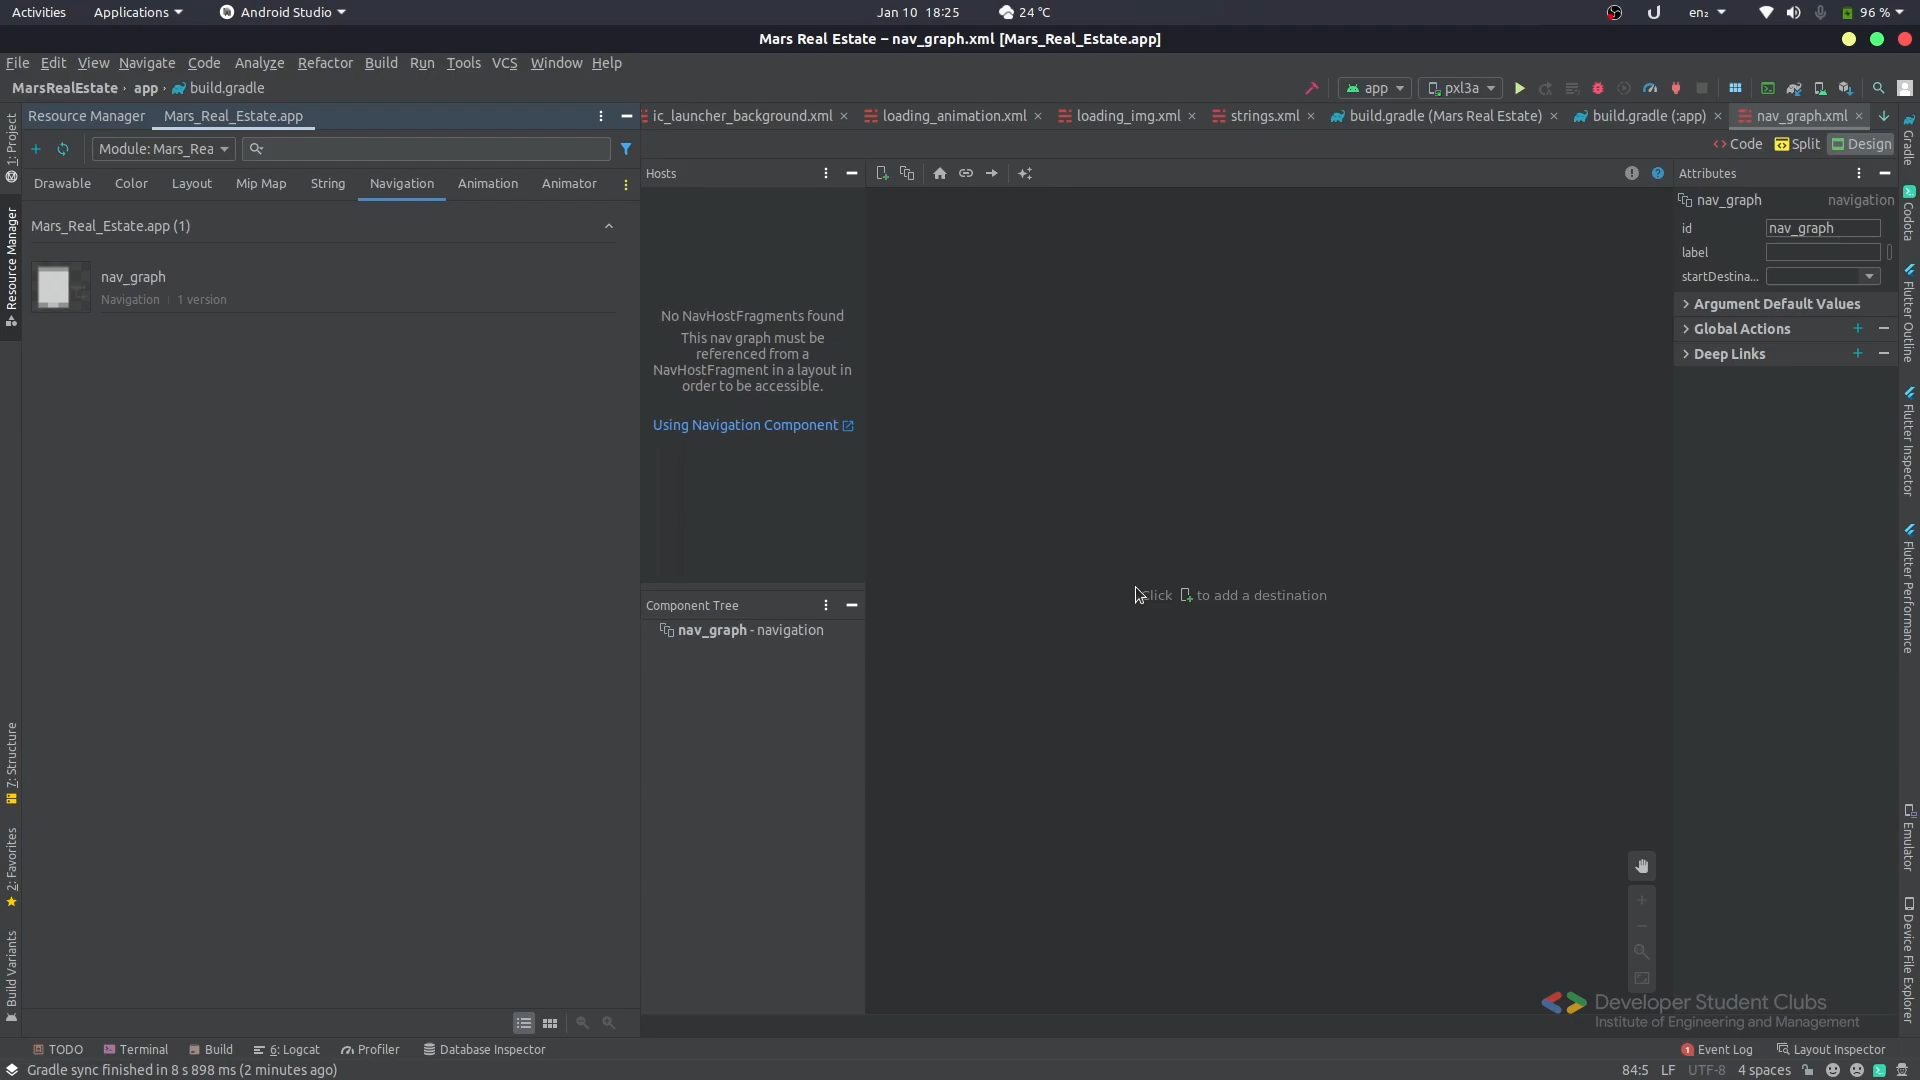 Activities
Applications
Android Studio
Jan 10 18:25
24 °C
en₂
96 %
Mars Real Estate – nav_graph.xml [Mars_Real_Estate.app]
File Edit View Navigate Code Analyze Refactor Build Run Tools VCS Window Help
MarsRealEstate › app › build.gradle
app
pxl3a
Resource Manager
Mars_Real_Estate.app
ic_launcher_background.xml
loading_animation.xml
loading_img.xml
strings.xml
build.gradle (Mars Real Estate)
build.gradle (:app)
nav_graph.xml
Module: Mars_Rea
Code
Split
Design
Drawable
Color
Layout
Mip Map
String
Navigation
Animation
Animator
Mars_Real_Estate.app (1)
nav_graph
Navigation | 1 version
Hosts
No NavHostFragments found
This nav graph must be
referenced from a
NavHostFragment in a layout in
order to be accessible.
Using Navigation Component
Component Tree
nav_graph - navigation
Click to add a destination
Attributes
nav_graph
navigation
id
nav_graph
label
startDestina...
Argument Default Values
Global Actions
Deep Links
1: Project
Resource Manager
7: Structure
2: Favorites
Build Variants
Gradle
Codota
Flutter Outline
Flutter Inspector
Flutter Performance
Emulator
Device File Explorer
Developer Student Clubs
Institute of Engineering and Management
TODO
Terminal
Build
6: Logcat
Profiler
Database Inspector
1 Event Log
Layout Inspector
Gradle sync finished in 8 s 898 ms (2 minutes ago)
84:5
LF
UTF-8
4 spaces